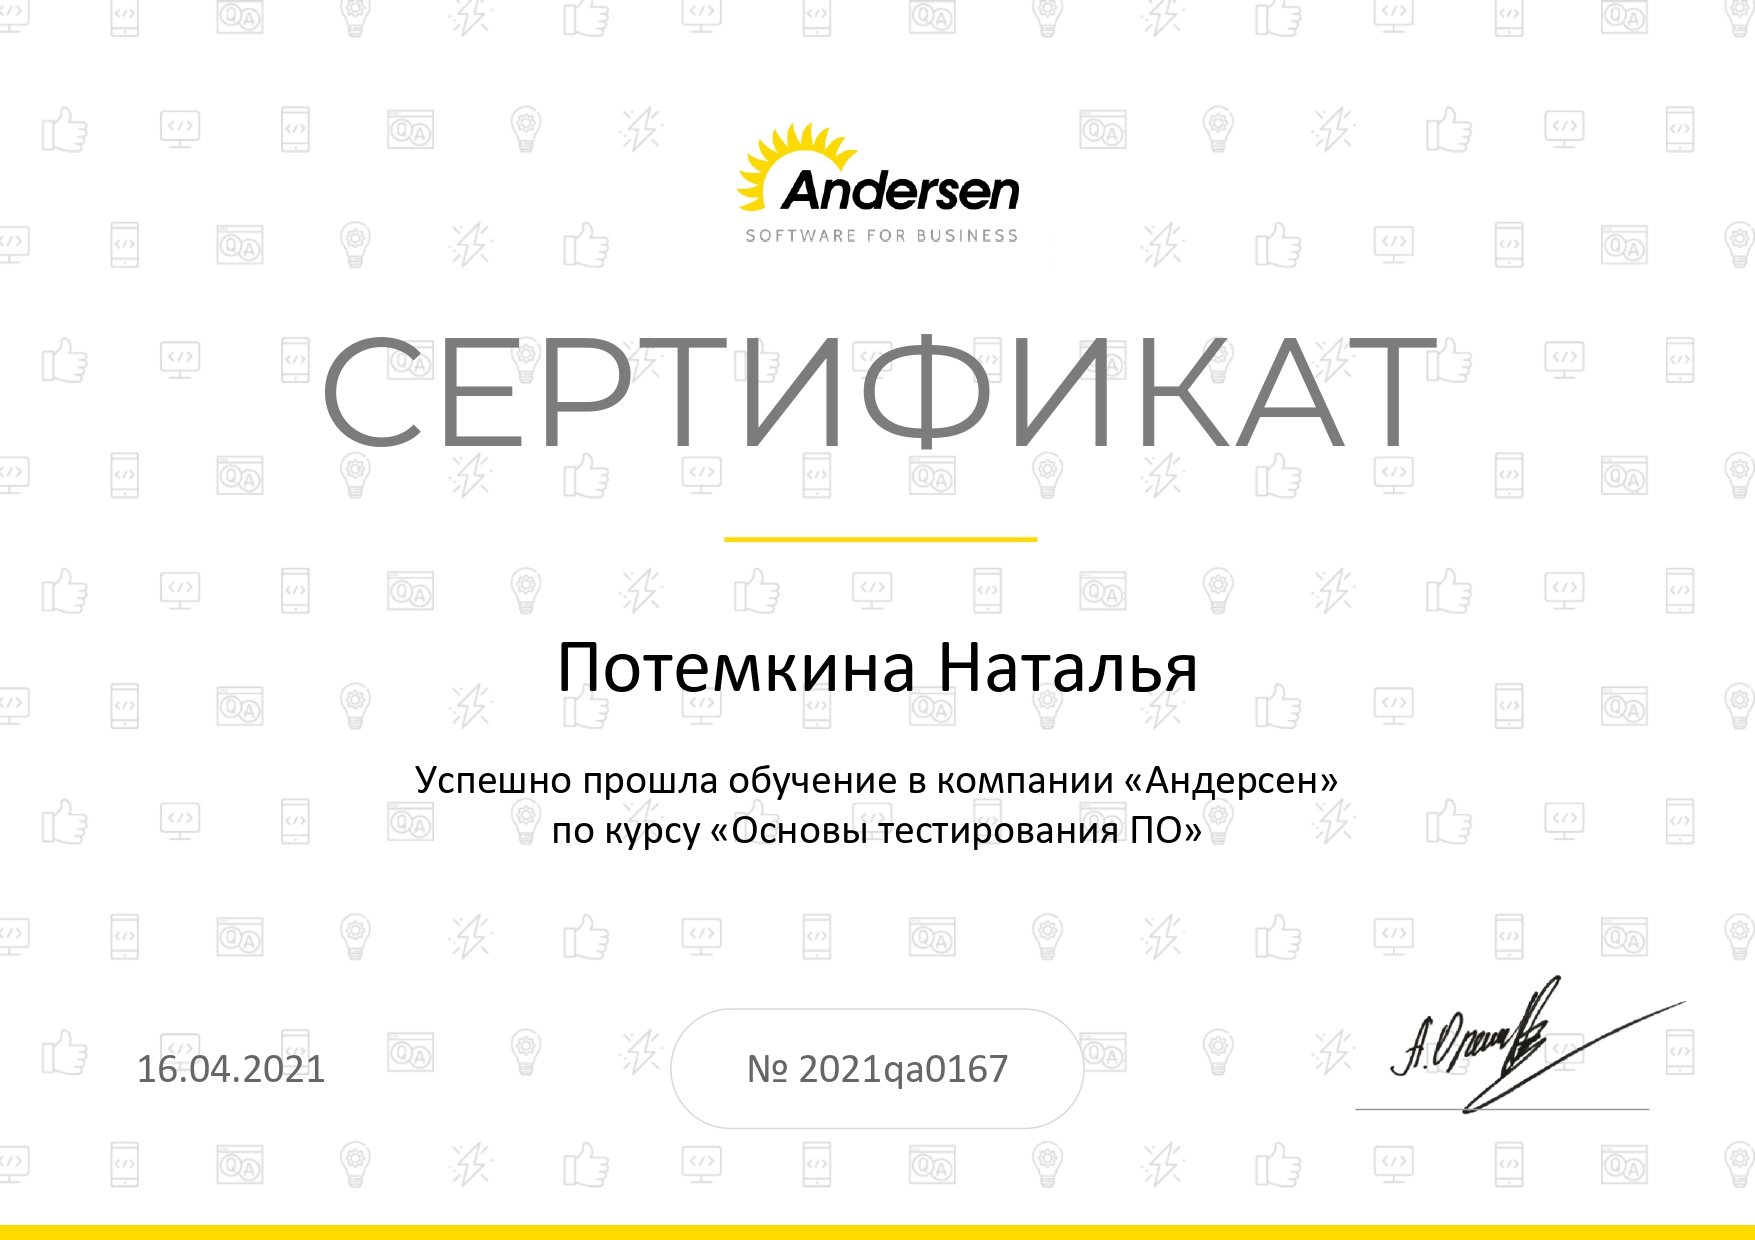 Andersen
SOFTWARE FOR BUSINESS
СЕРТИФИКАТ
Потемкина Наталья
Успешно прошла обучение в компании «Андерсен»
по курсу «Основы тестирования ПО»
16.04.2021
№ 2021qa0167